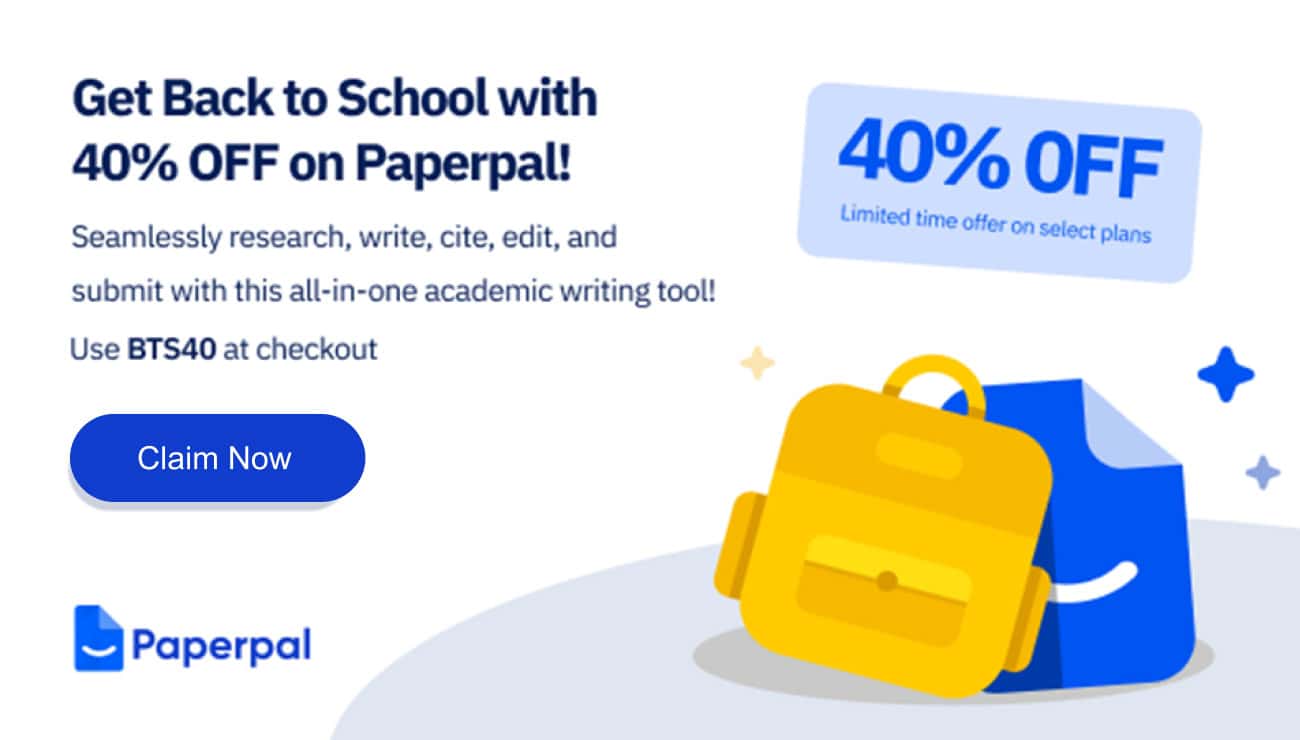 Get Back to School with
40% OFF on Paperpal!
Seamlessly research, write, cite, edit, and
submit with this all-in-one academic writing tool!
Use BTS40 at checkout
Claim Now
Paperpal
40% OFF
Limited time offer on select plans